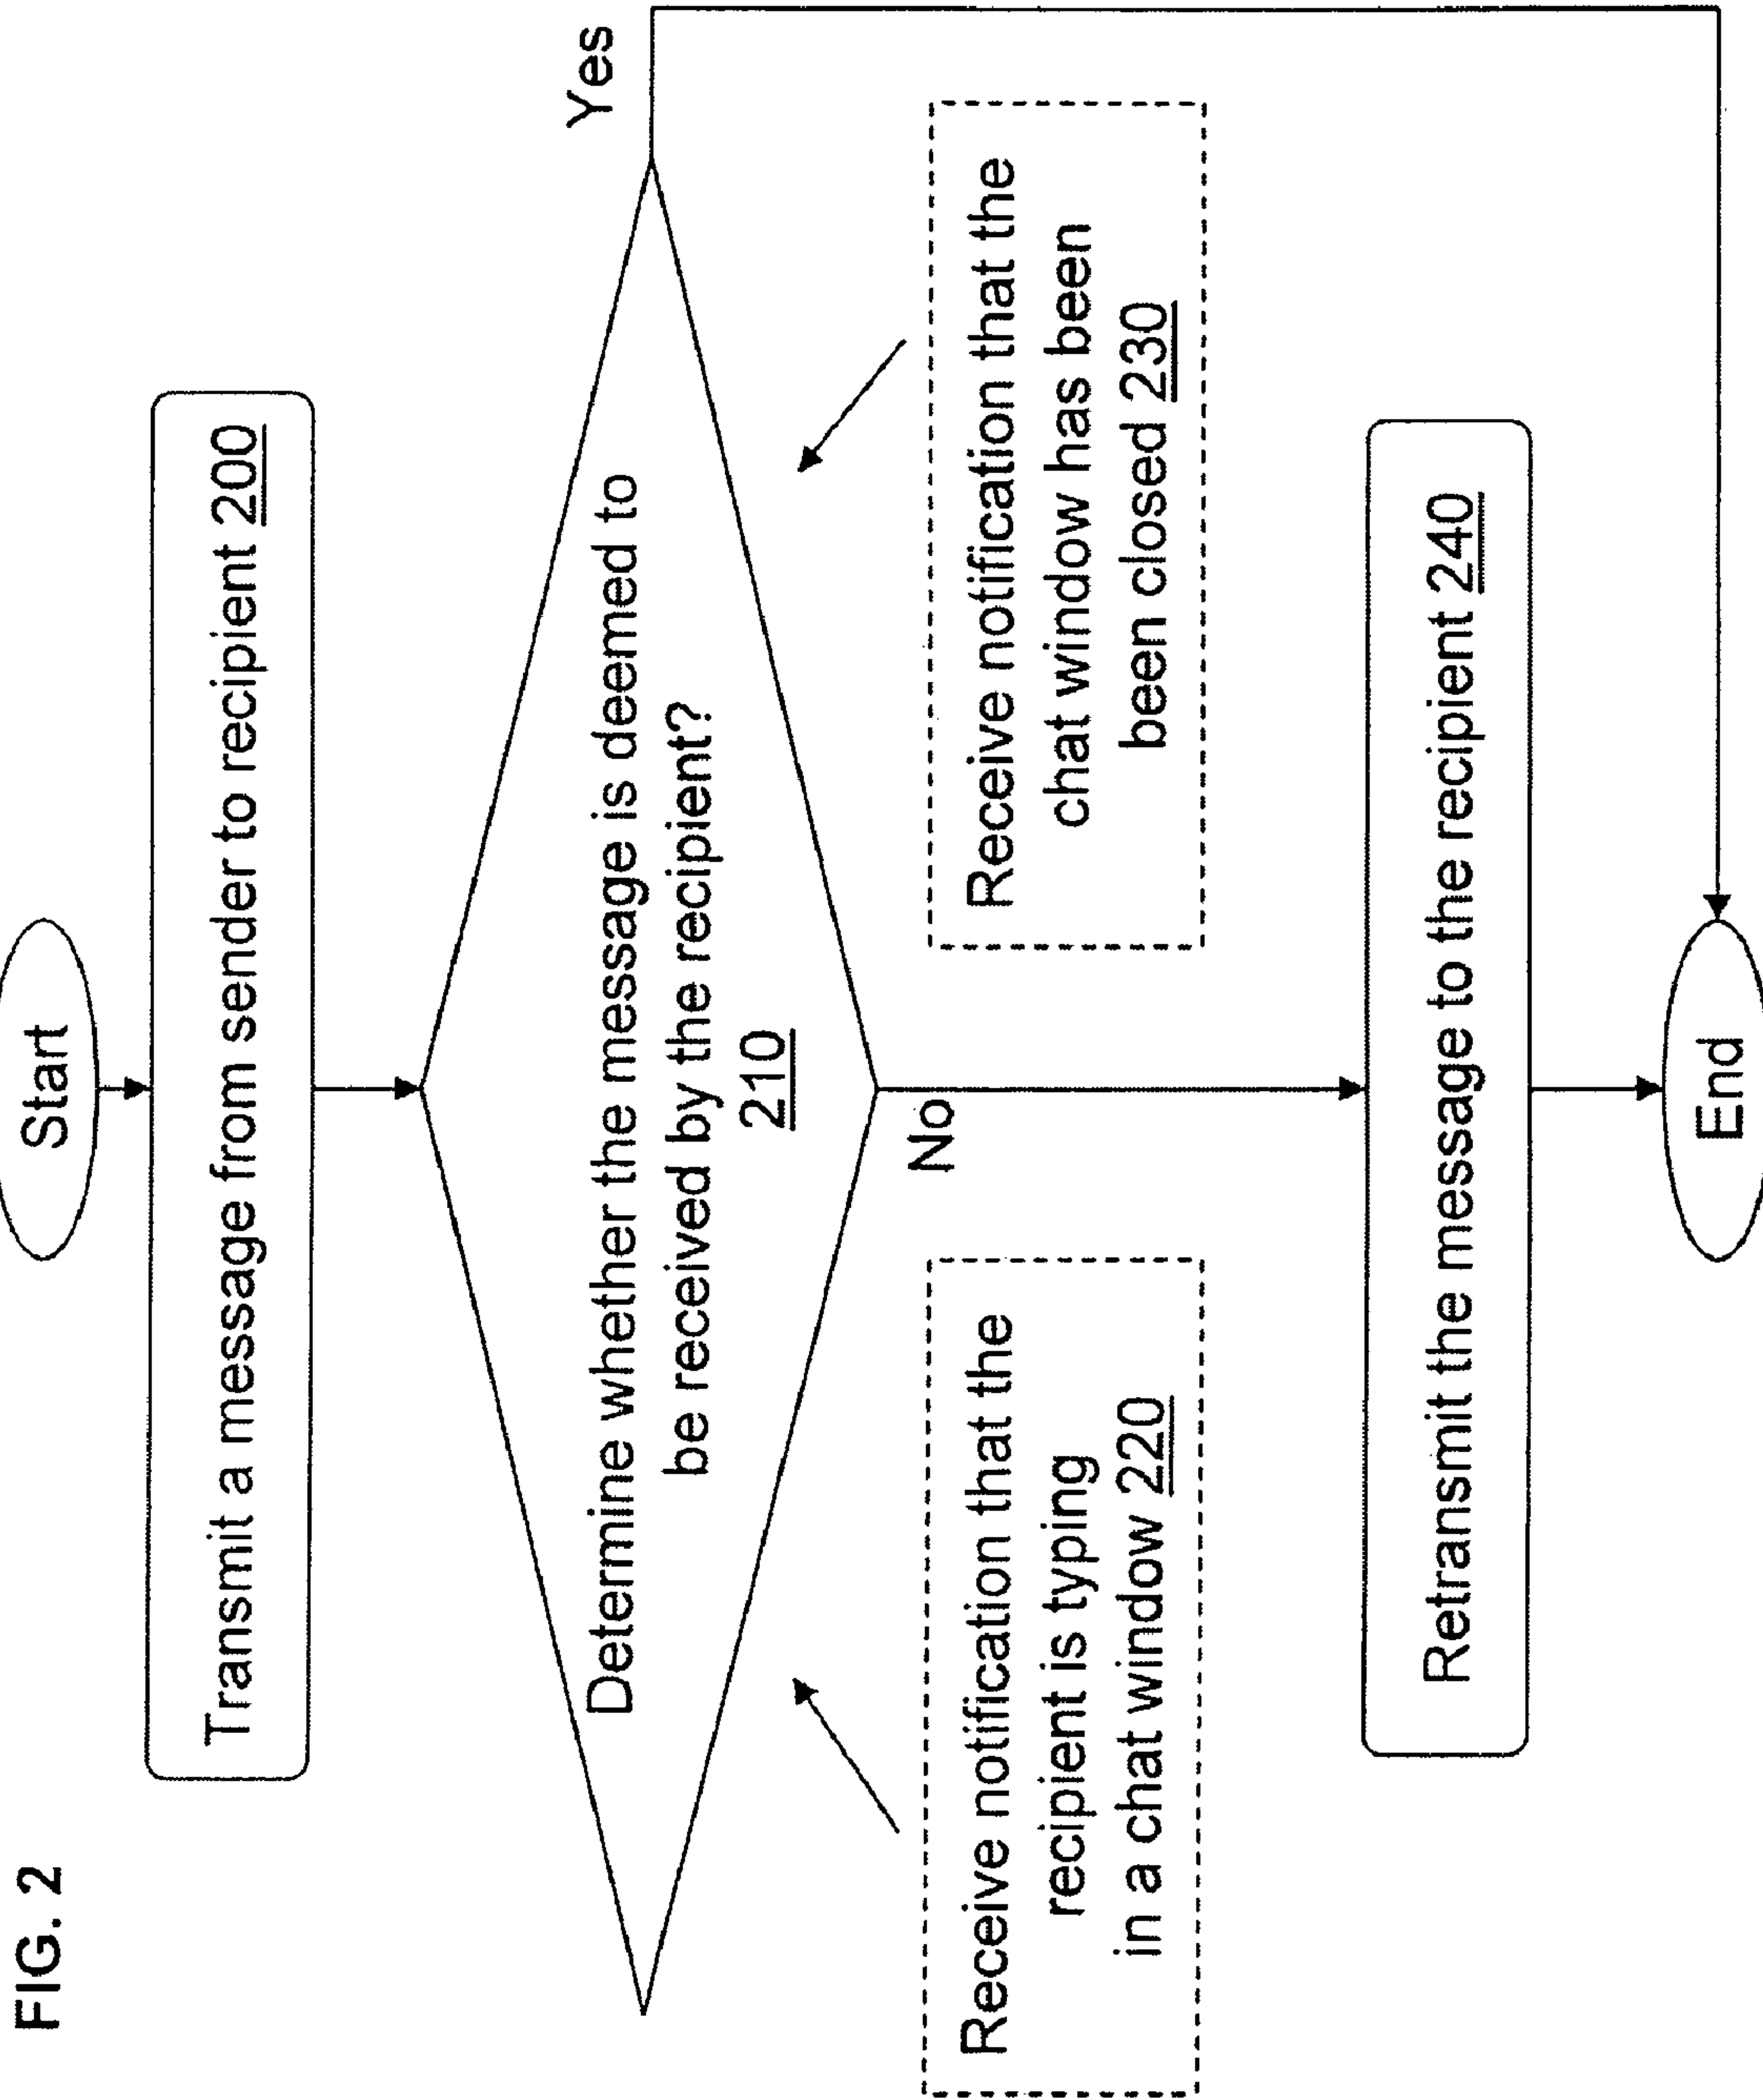 FIG. 2
Start
Transmit a message from sender to recipient 200
Determine whether the message is deemed to
be received by the recipient?
210
Yes
No
Receive notification that the
recipient is typing
in a chat window 220
Receive notification that the
chat window has been
been closed 230
Retransmit the message to the recipient 240
End